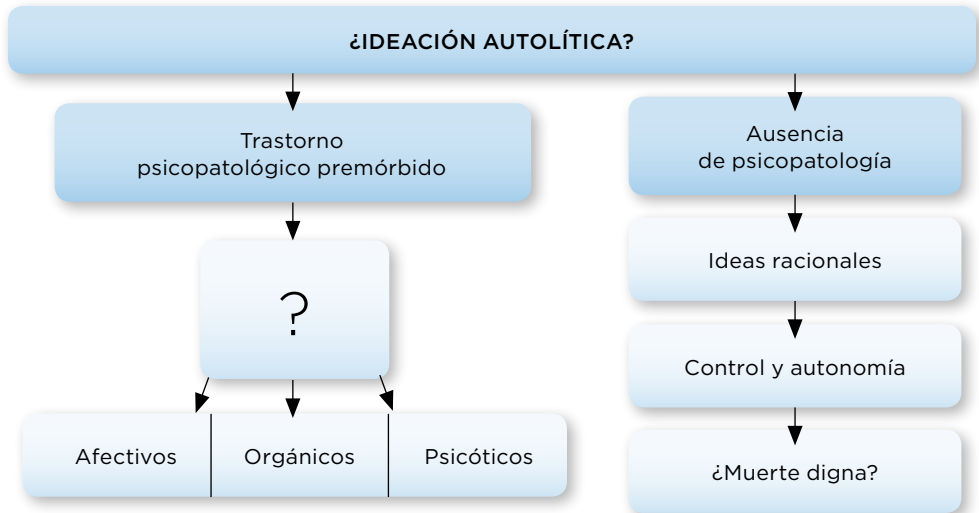 ¿IDEACIÓN AUTOLÍTICA?
Trastorno
psicopatológico premórbido
?
Afectivos
Orgánicos
Psicóticos
Ausencia
de psicopatología
Ideas racionales
Control y autonomía
¿Muerte digna?